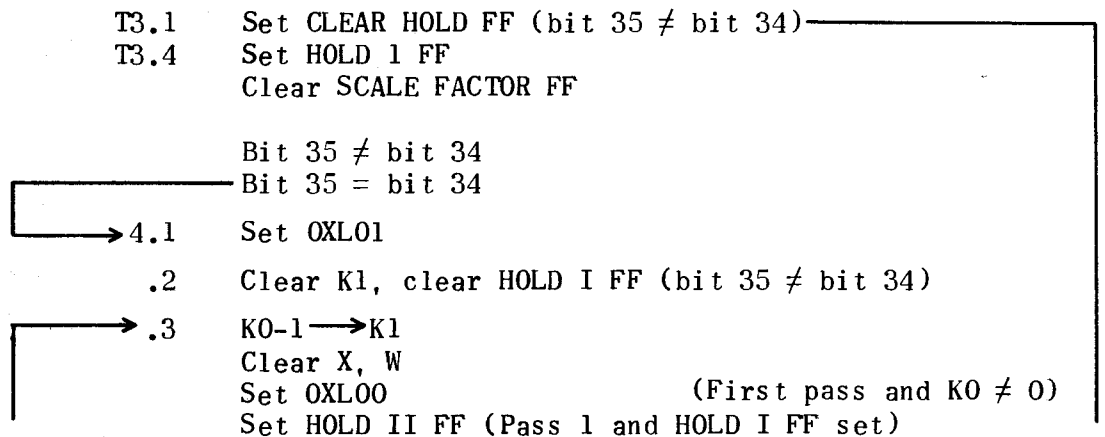 T3.1 Set CLEAR HOLD FF (bit 35 ≠ bit 34)
T3.4 Set HOLD 1 FF
Clear SCALE FACTOR FF
Bit 35 ≠ bit 34
Bit 35 = bit 34
4.1 Set OXL01
.2 Clear K1, clear HOLD I FF (bit 35 ≠ bit 34)
.3 K0-1→K1
Clear X, W
Set OXL00 (First pass and K0 ≠ 0)
Set HOLD II FF (Pass 1 and HOLD I FF set)